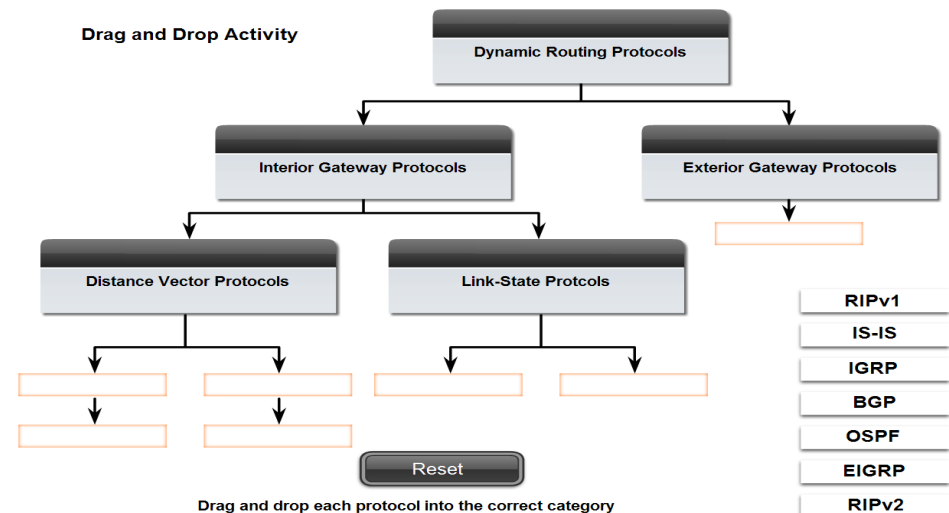 Drag and Drop Activity
Dynamic Routing Protocols
Interior Gateway Protocols
Exterior Gateway Protocols
Distance Vector Protocols
Link-State Protcols
RIPv1
IS-IS
IGRP
BGP
OSPF
EIGRP
RIPv2
Reset
Drag and drop each protocol into the correct category